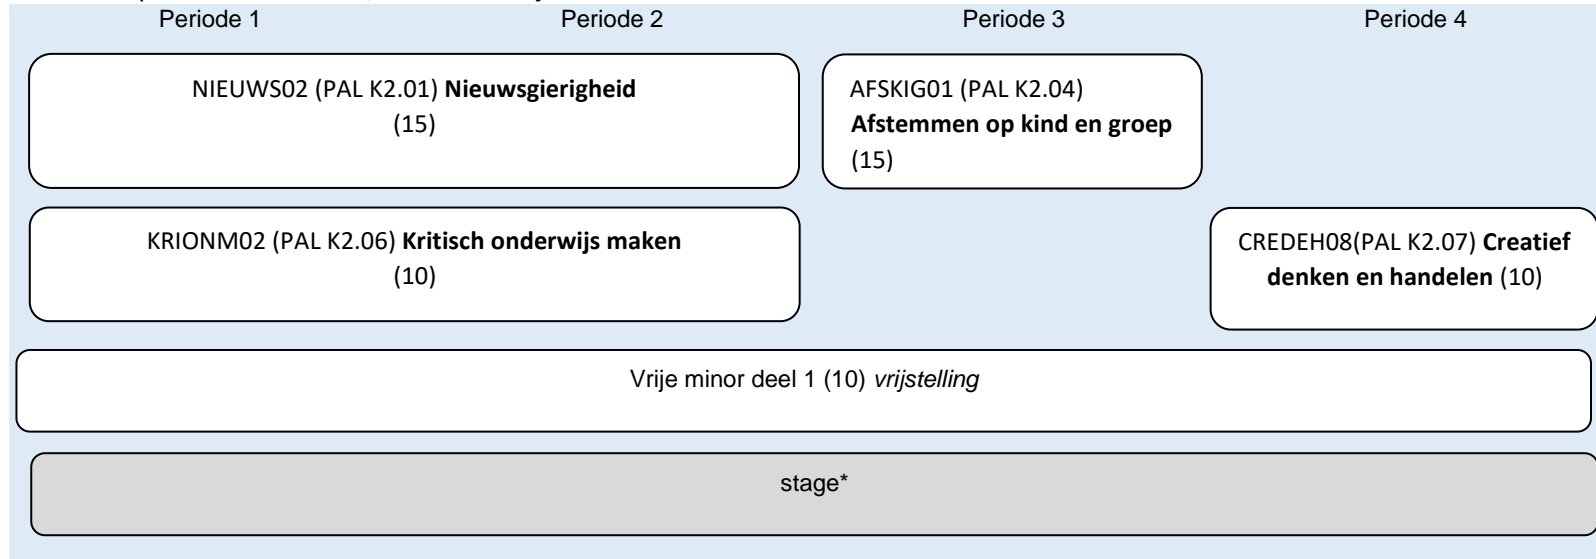 Periode 1 Periode 2 Periode 3 Periode 4
NIEUWS02 (PAL K2.01) Nieuwsgierigheid
(15)
AFSKIG01 (PAL K2.04)
Afstemmen op kind en groep
(15)
KRIONM02 (PAL K2.06) Kritisch onderwijs maken
(10)
CREDEH08(PAL K2.07) Creatief
denken en handelen (10)
Vrije minor deel 1 (10) vrijstelling
stage*